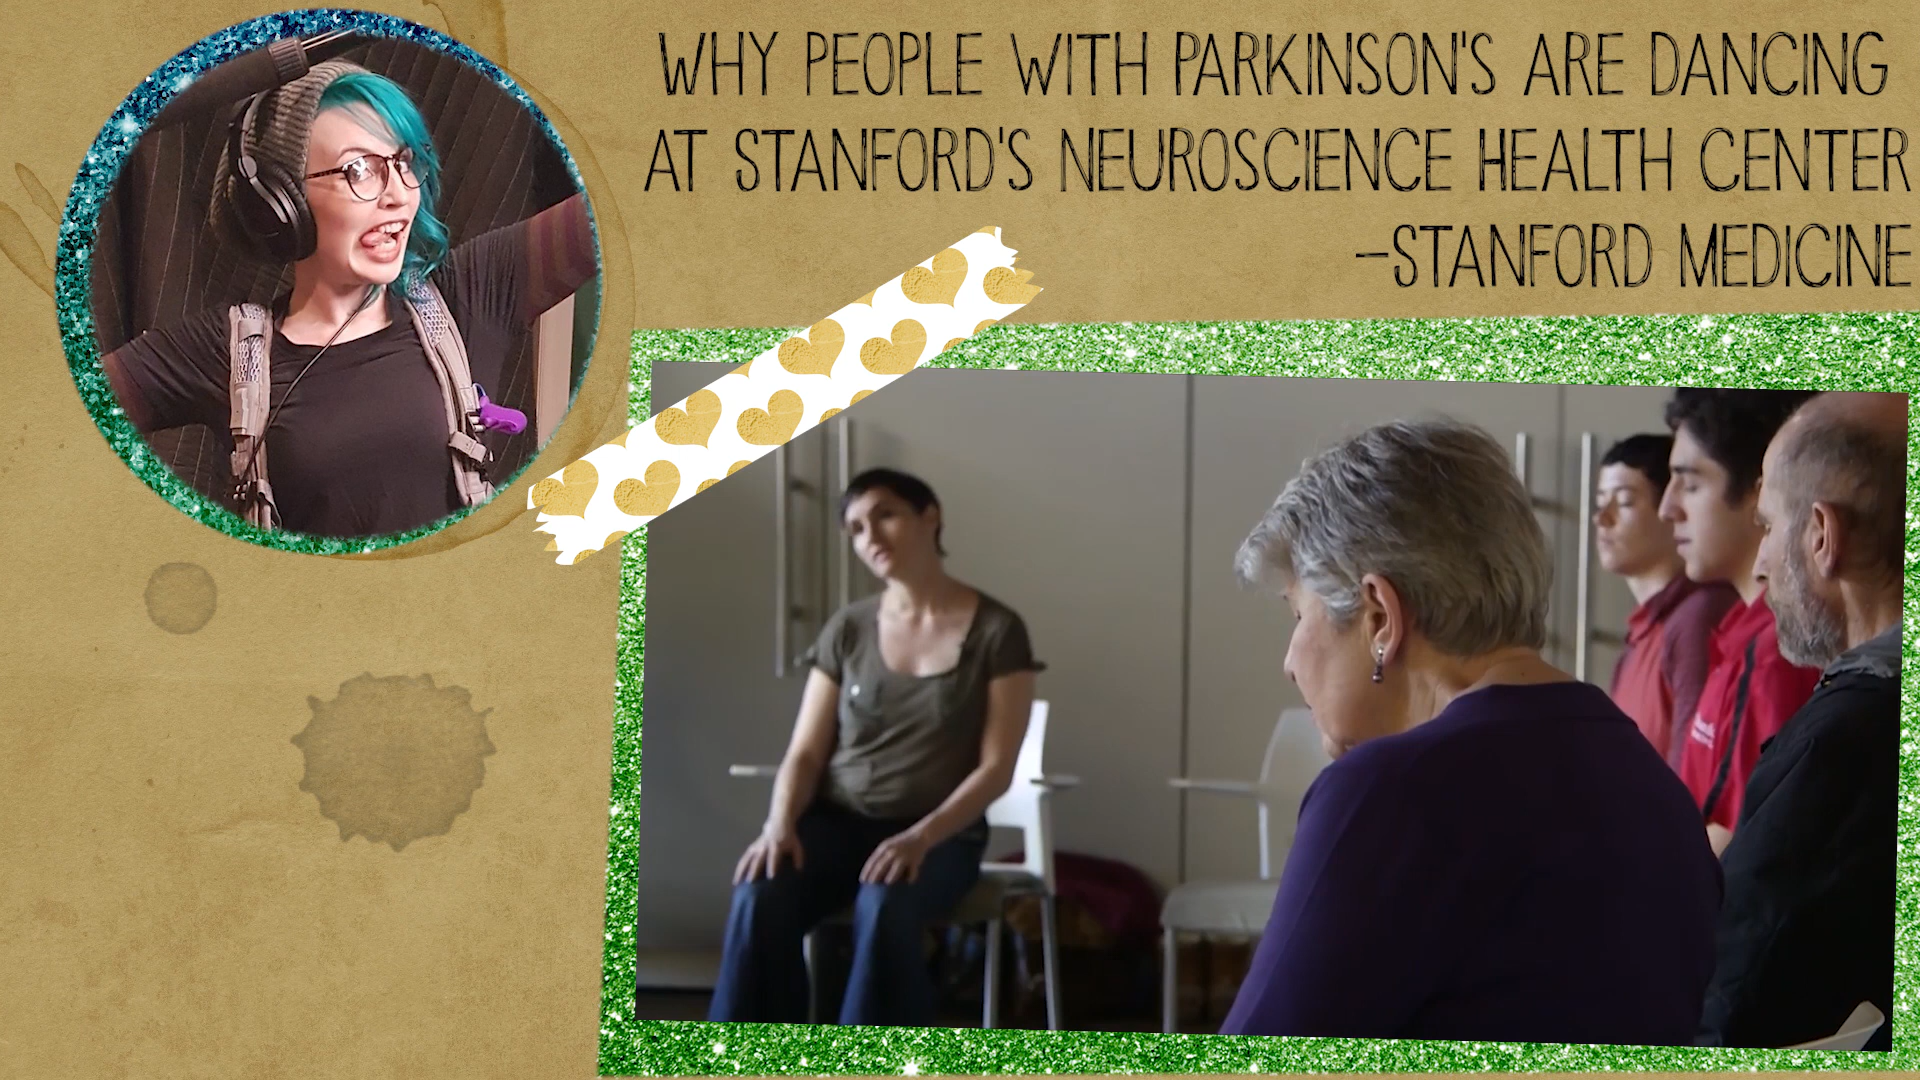 WHY PEOPLE WITH PARKINSON'S ARE DANCING
AT STANFORD'S NEUROSCIENCE HEALTH CENTER
-STANFORD MEDICINE